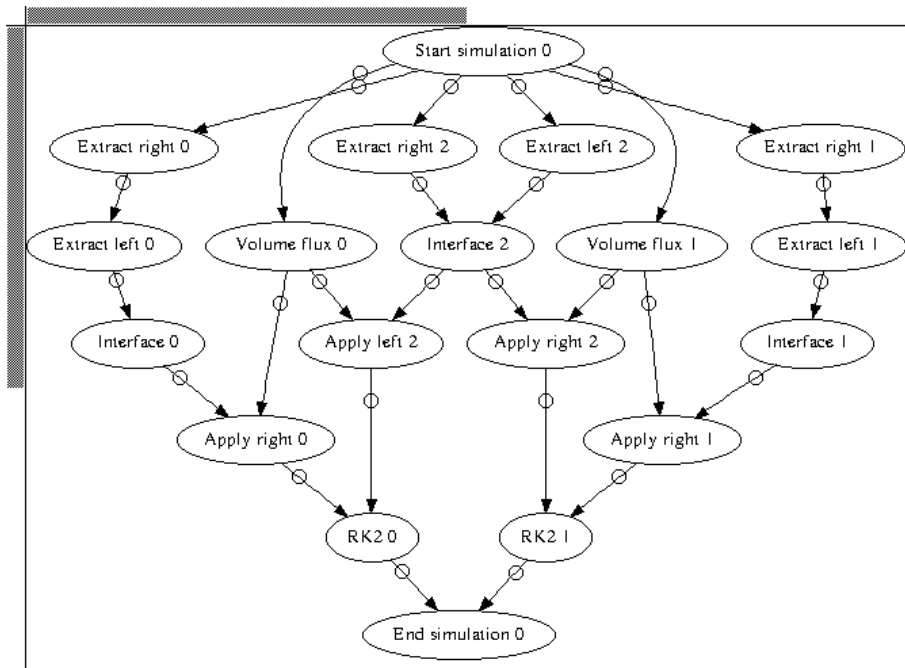 Start simulation 0
Extract right 0
Extract right 2
Extract left 2
Extract right 1
Extract left 0
Volume flux 0
Interface 2
Volume flux 1
Extract left 1
Interface 0
Apply left 2
Apply right 2
Interface 1
Apply right 0
Apply right 1
RK2 0
RK2 1
End simulation 0